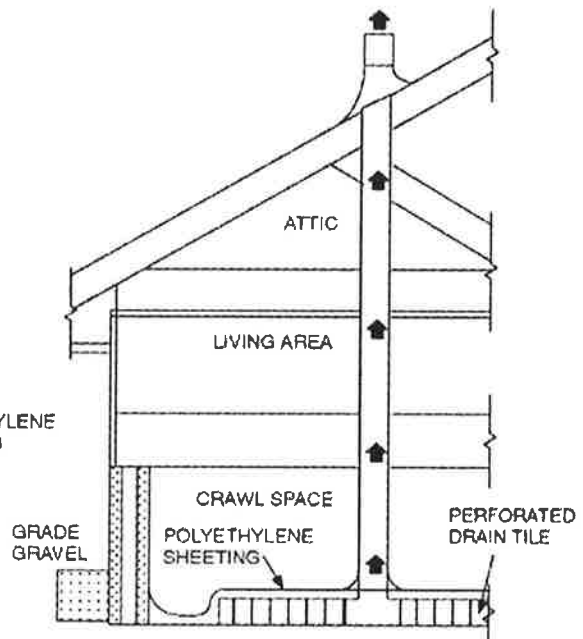 ATTIC
LIVING AREA
CRAWL SPACE
POLYETHYLENE
SHEETING
PERFORATED
DRAIN TILE
GRADE
GRAVEL
YLENE